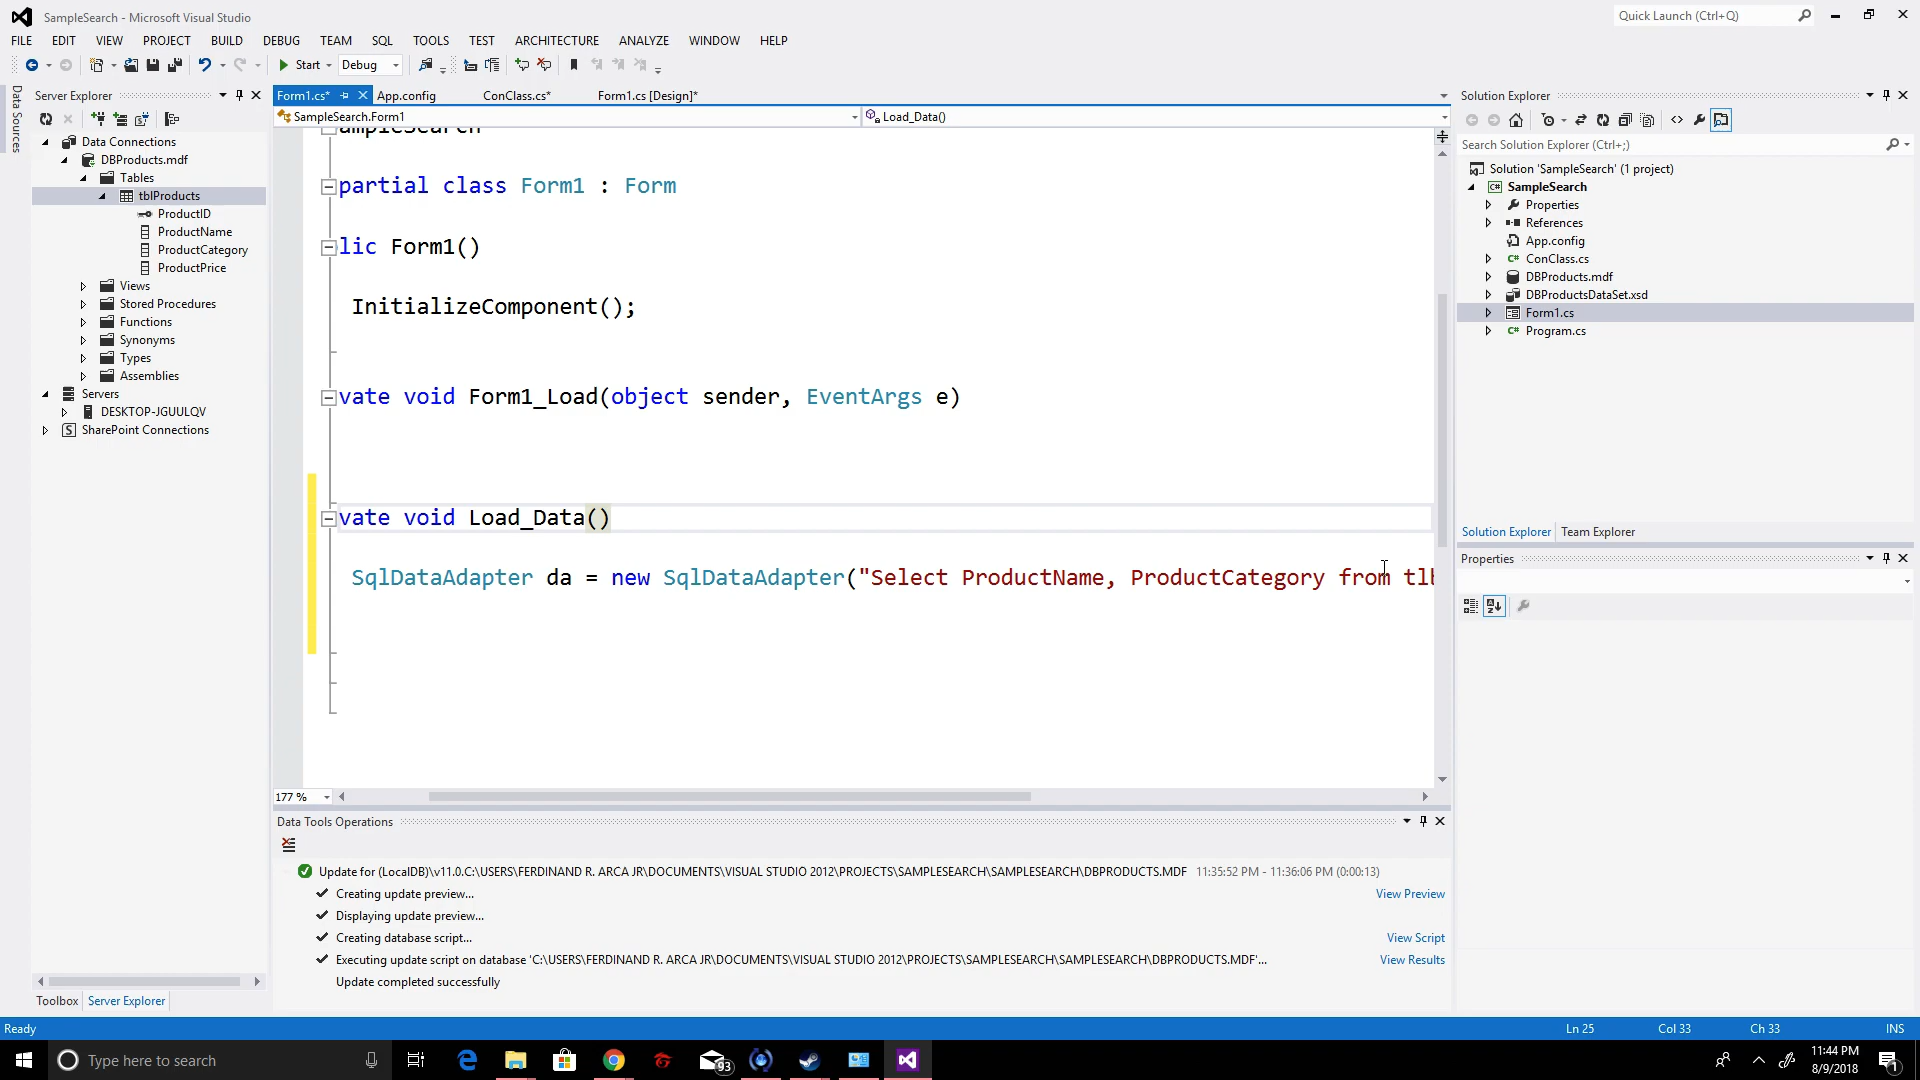 SampleSearch - Microsoft Visual Studio
Quick Launch (Ctrl+Q)
FILE EDIT VIEW PROJECT BUILD DEBUG TEAM SQL TOOLS TEST ARCHITECTURE ANALYZE WINDOW HELP
Start Debug
Data Sources
Server Explorer
Data Connections
DBProducts.mdf
Tables
tblProducts
ProductID
ProductName
ProductCategory
ProductPrice
Views
Stored Procedures
Functions
Synonyms
Types
Assemblies
Servers
DESKTOP-JGUULQV
SharePoint Connections
Toolbox Server Explorer
Form1.cs* App.config ConClass.cs* Form1.cs [Design]*
SampleSearch.Form1 Load_Data()
ampleSearch
partial class Form1 : Form
lic Form1()
InitializeComponent();
vate void Form1_Load(object sender, EventArgs e)
vate void Load_Data()
SqlDataAdapter da = new SqlDataAdapter("Select ProductName, ProductCategory from tlb
177 %
Data Tools Operations
Update for (LocalDB)\v11.0.C:\USERS\FERDINAND R. ARCA JR\DOCUMENTS\VISUAL STUDIO 2012\PROJECTS\SAMPLESEARCH\SAMPLESEARCH\DBPRODUCTS.MDF 11:35:52 PM - 11:36:06 PM (0:00:13)
Creating update preview... View Preview
Displaying update preview...
Creating database script... View Script
Executing update script on database 'C:\USERS\FERDINAND R. ARCA JR\DOCUMENTS\VISUAL STUDIO 2012\PROJECTS\SAMPLESEARCH\SAMPLESEARCH\DBPRODUCTS.MDF'... View Results
Update completed successfully
Solution Explorer
Search Solution Explorer (Ctrl+;)
Solution 'SampleSearch' (1 project)
SampleSearch
Properties
References
App.config
ConClass.cs
DBProducts.mdf
DBProductsDataSet.xsd
Form1.cs
Program.cs
Solution Explorer Team Explorer
Properties
Ready Ln 25 Col 33 Ch 33 INS
Type here to search
93
11:44 PM
8/9/2018
1